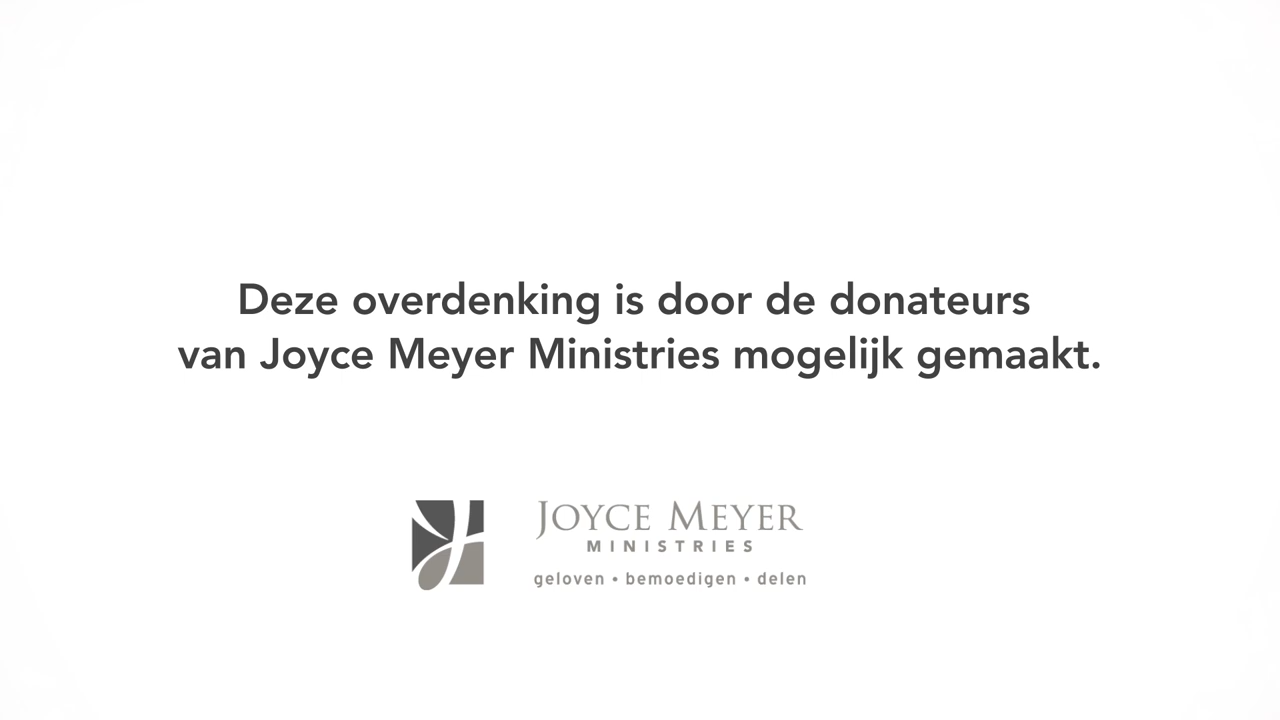 Deze overdenking is door de donateurs
van Joyce Meyer Ministries mogelijk gemaakt.
JOYCE MEYER
MINISTRIES
geloven • bemoedigen • delen